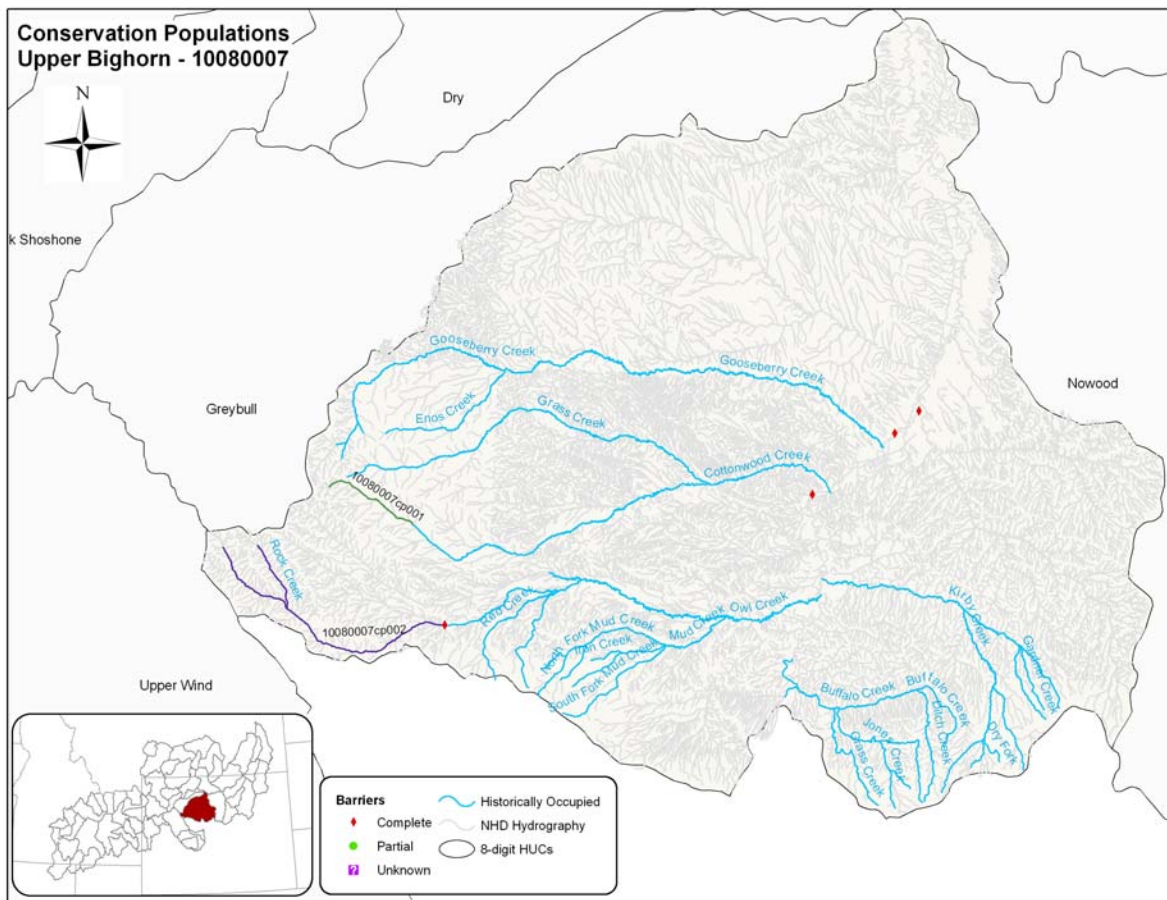 Conservation Populations
Upper Bighorn - 10080007
N
Dry
k Shoshone
Greybull
Nowood
Upper Wind
Gooseberry Creek
Gooseberry Creek
Enos Creek
Grass Creek
Cottonwood Creek
10080007cp001
Rock Creek
10080007cp002
Red Creek
North Fork Mud Creek
Iran Creek
South Fork Mud Creek
Mud Creek
Owl Creek
Kirby Creek
Gardner Creek
Buffalo Creek
Buffalo Creek
Ditch Creek
Jones Creek
Grass Creek
Dry Fork
Barriers
Complete
Partial
?
Unknown
Historically Occupied
NHD Hydrography
8-digit HUCs